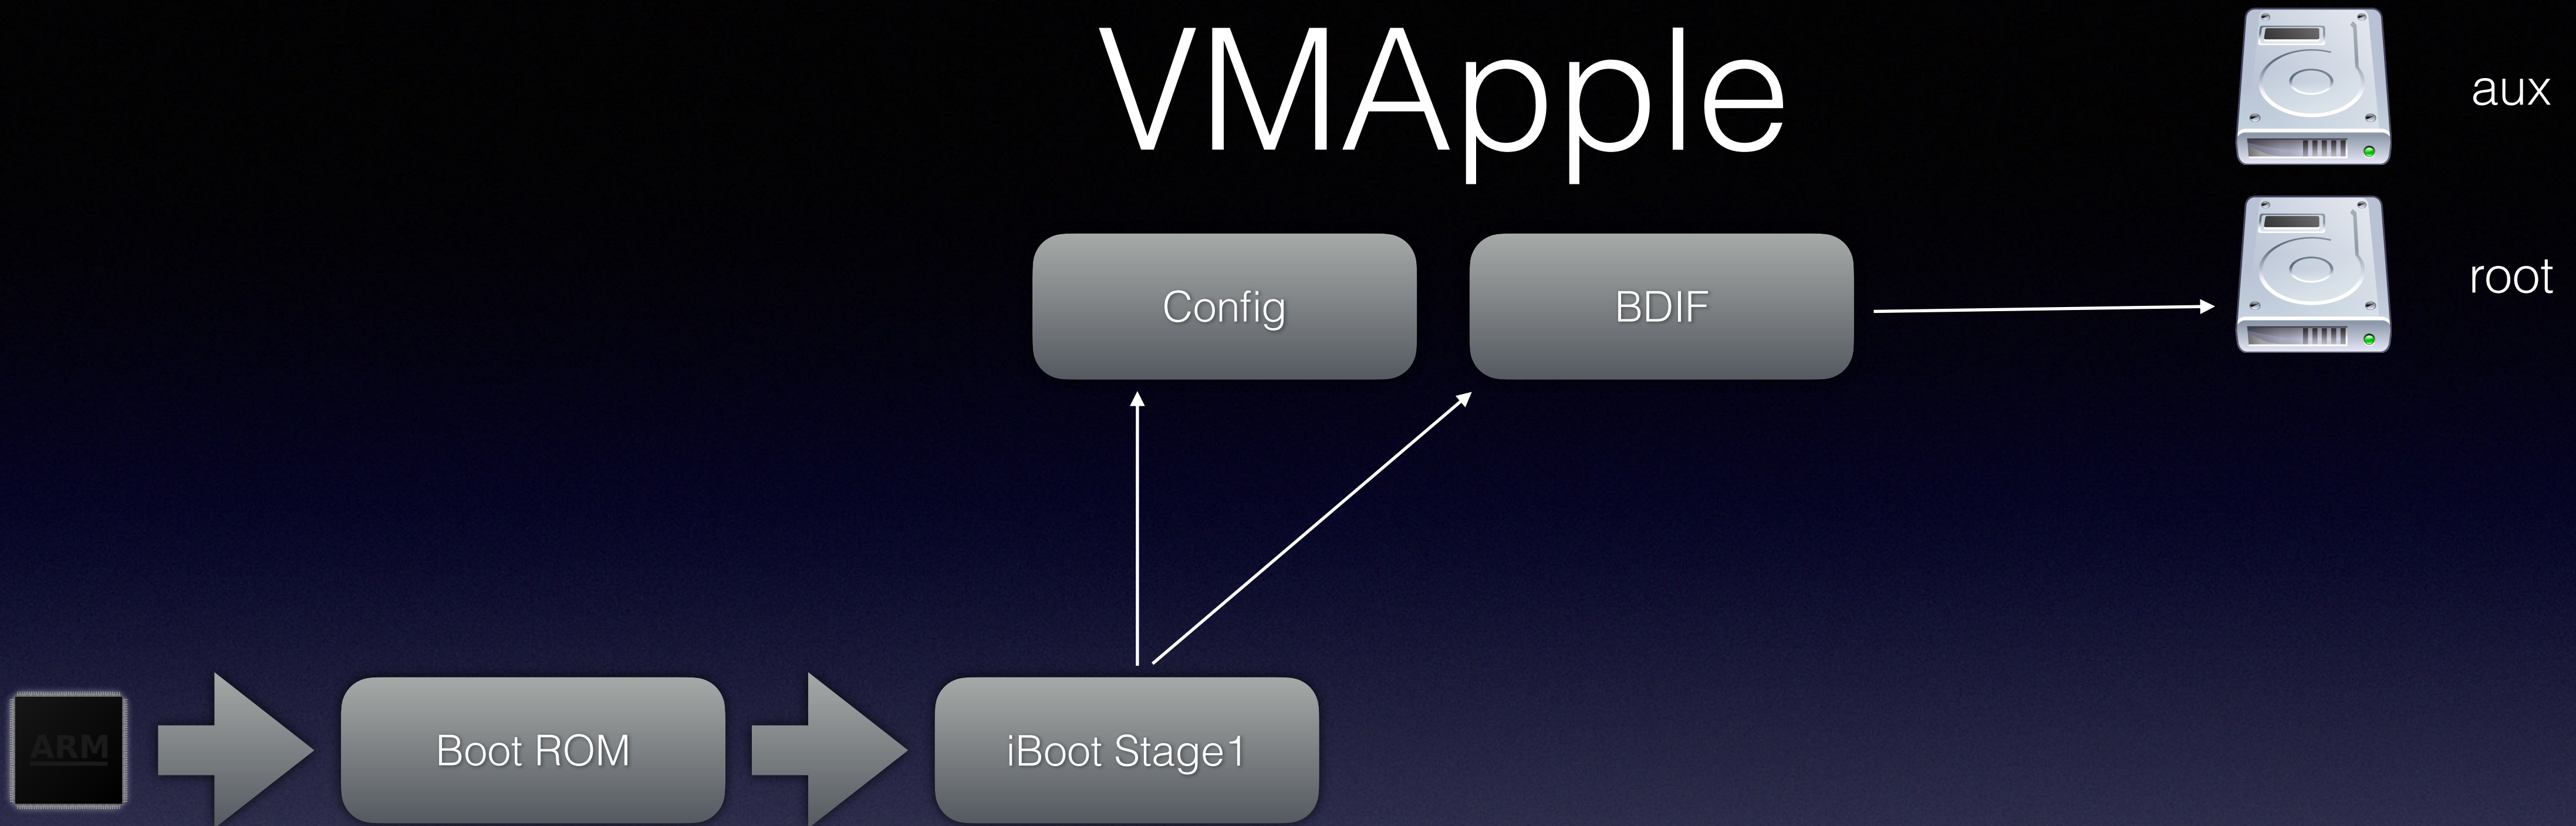 VMApple
aux
root
Config
BDIF
ARM
Boot ROM
iBoot Stage1